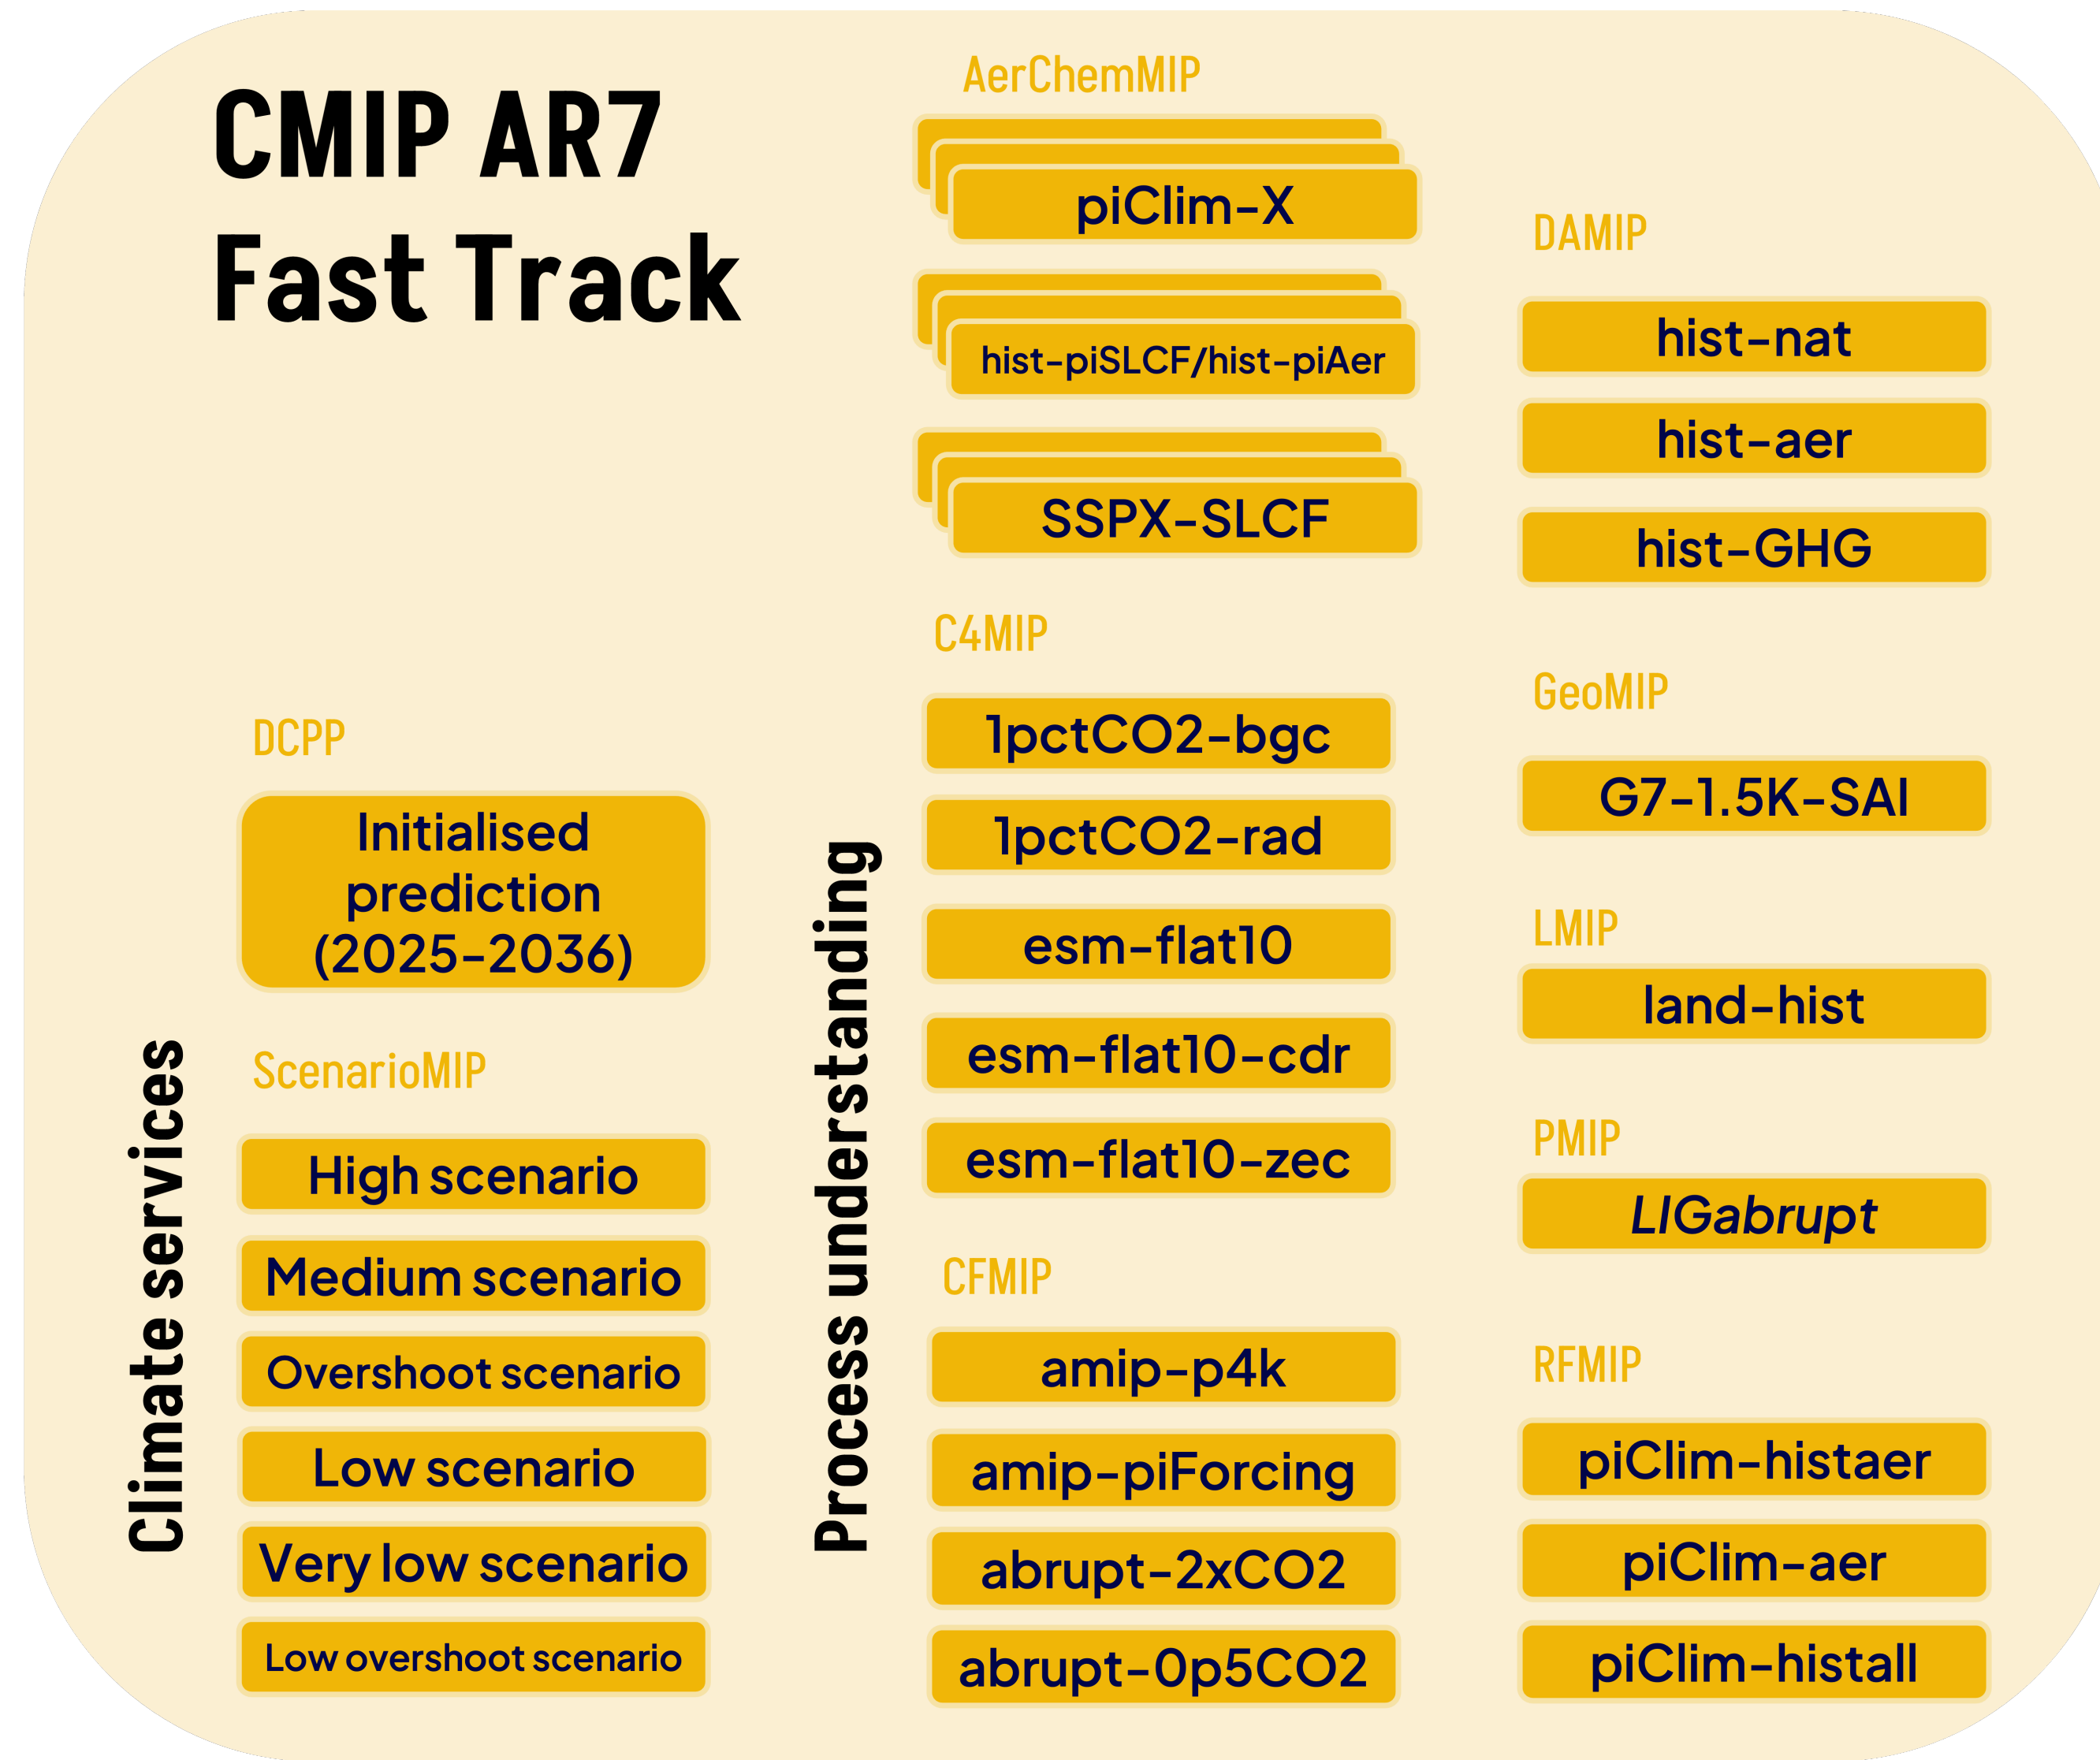 CMIP AR7
Fast Track
Climate services
DCPP
Initialised
prediction
(2025-2036)
ScenarioMIP
High scenario
Medium scenario
Overshoot scenario
Low scenario
Very low scenario
Low overshoot scenario
Process understanding
AerChemMIP
piClim-X
hist-piSLCF/hist-piAer
SSPX-SLCF
C4MIP
1pctCO2-bgc
1pctCO2-rad
esm-flat10
esm-flat10-cdr
esm-flat10-zec
CFMIP
amip-p4k
amip-piForcing
abrupt-2xCO2
abrupt-0p5CO2
DAMIP
hist-nat
hist-aer
hist-GHG
GeoMIP
G7-1.5K-SAI
LMIP
land-hist
PMIP
LIGabrupt
RFMIP
piClim-histaer
piClim-aer
piClim-histall